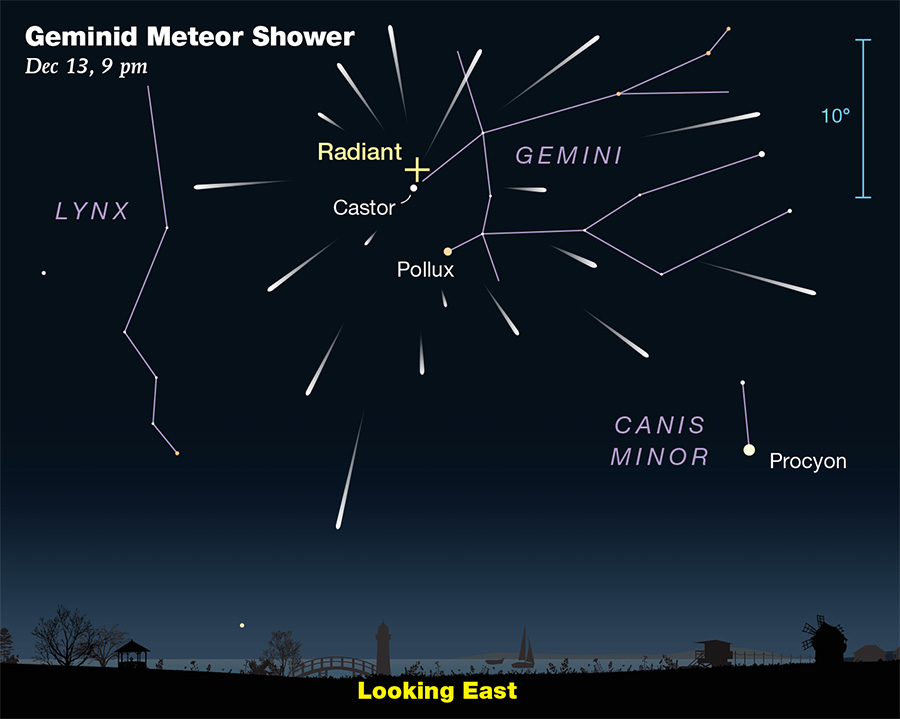 Geminid Meteor Shower
Dec 13, 9 pm
10°
Radiant
GEMINI
LYNX
Castor
Pollux
CANIS
MINOR
Procyon
Looking East